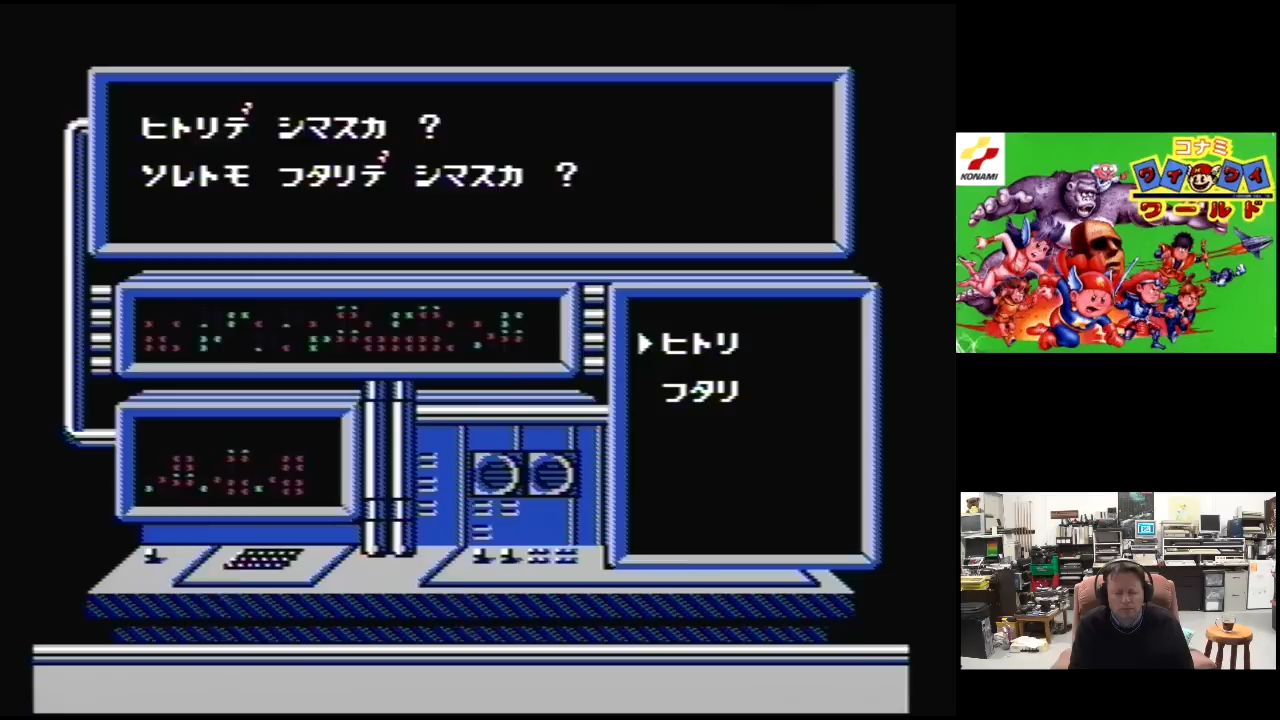 ヒトリデ シマスカ ?
ソレトモ フタリデ シマスカ ?
▶ヒトリ
フタリ
KONAMI
コナミ
ワイワイ
ワールド